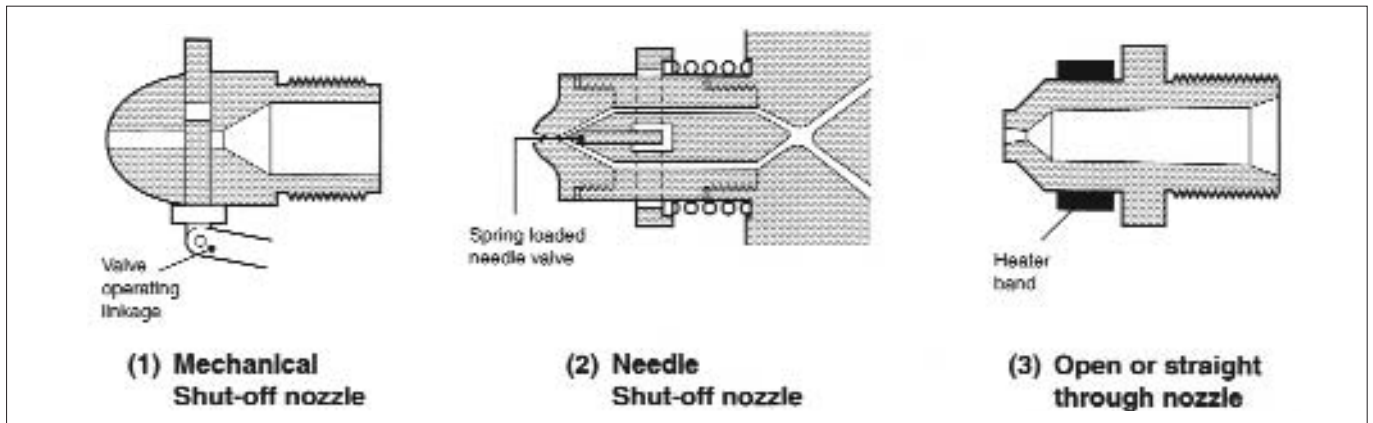 Valve
operating
linkage
(1) Mechanical
Shut-off nozzle
Spring loaded
needle valve
(2) Needle
Shut-off nozzle
Heater
band
(3) Open or straight
through nozzle